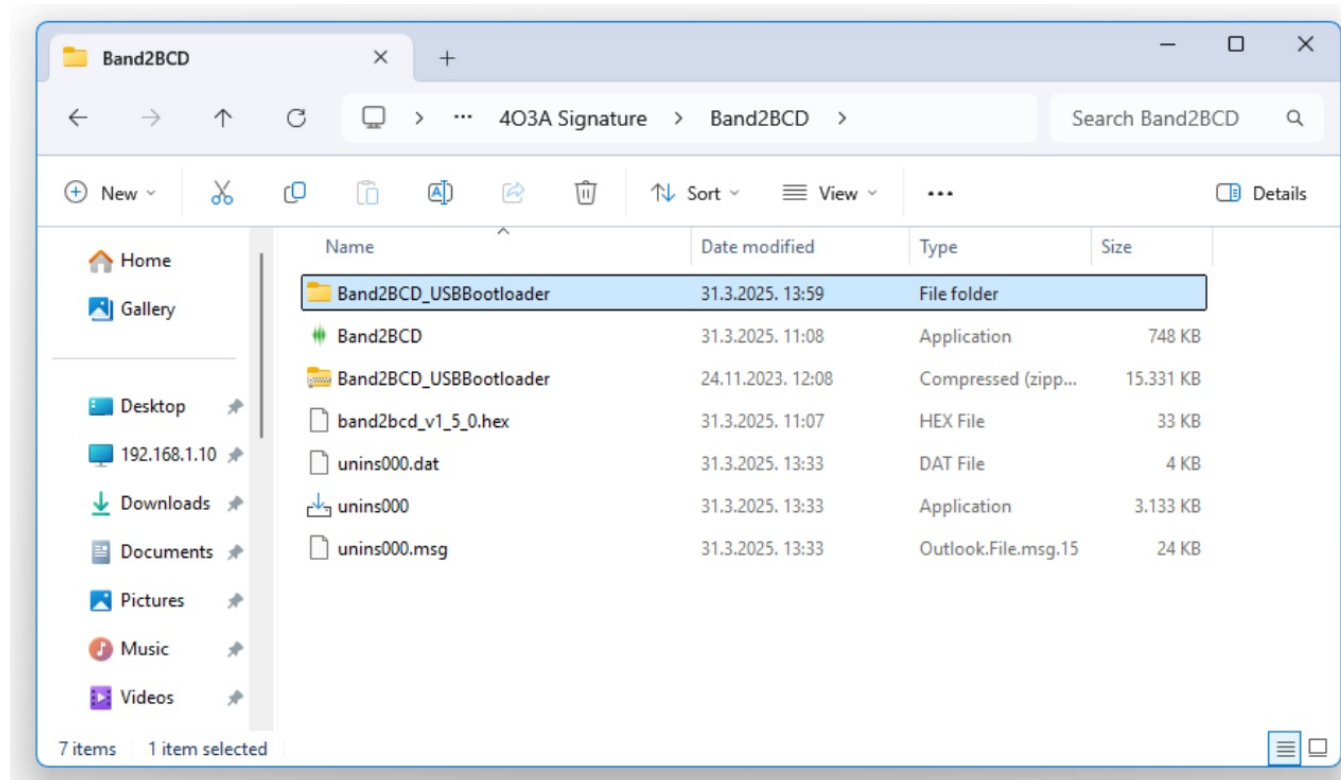 Band2BCD
4O3A Signature > Band2BCD >
Search Band2BCD
New
Sort
View
Details
Home
Gallery
Desktop
192.168.1.10
Downloads
Documents
Pictures
Music
Videos
Name Date modified Type Size
Band2BCD_USBBootloader 31.3.2025. 13:59 File folder
Band2BCD 31.3.2025. 11:08 Application 748 KB
Band2BCD_USBBootloader 24.11.2023. 12:08 Compressed (zipp... 15.331 KB
band2bcd_v1_5_0.hex 31.3.2025. 11:07 HEX File 33 KB
unins000.dat 31.3.2025. 13:33 DAT File 4 KB
unins000 31.3.2025. 13:33 Application 3.133 KB
unins000.msg 31.3.2025. 13:33 Outlook.File.msg.15 24 KB
7 items 1 item selected